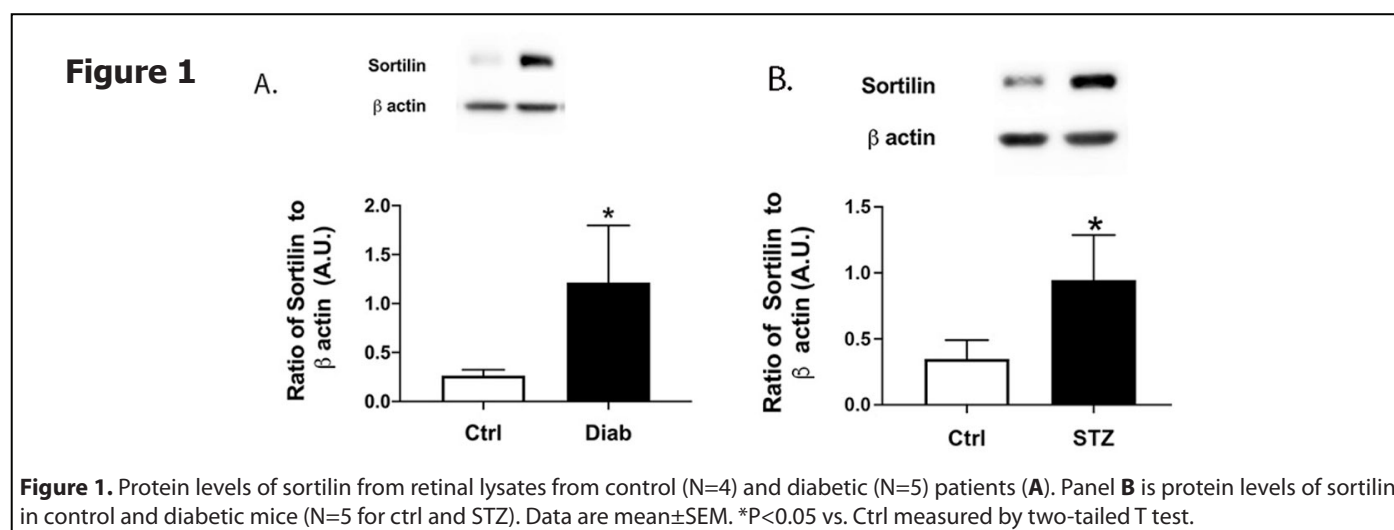 Figure 1
A.
Sortilin
β actin
Ratio of Sortilin to
β actin (A.U.)
2.0
1.5
1.0
0.5
0.0
*
Ctrl
Diab
B.
Sortilin
β actin
Ratio of Sortilin to
β actin (A.U.)
1.5
1.0
0.5
0.0
*
Ctrl
STZ
Figure 1. Protein levels of sortilin from retinal lysates from control (N=4) and diabetic (N=5) patients (A). Panel B is protein levels of sortilin
in control and diabetic mice (N=5 for ctrl and STZ). Data are mean±SEM. *P<0.05 vs. Ctrl measured by two-tailed T test.